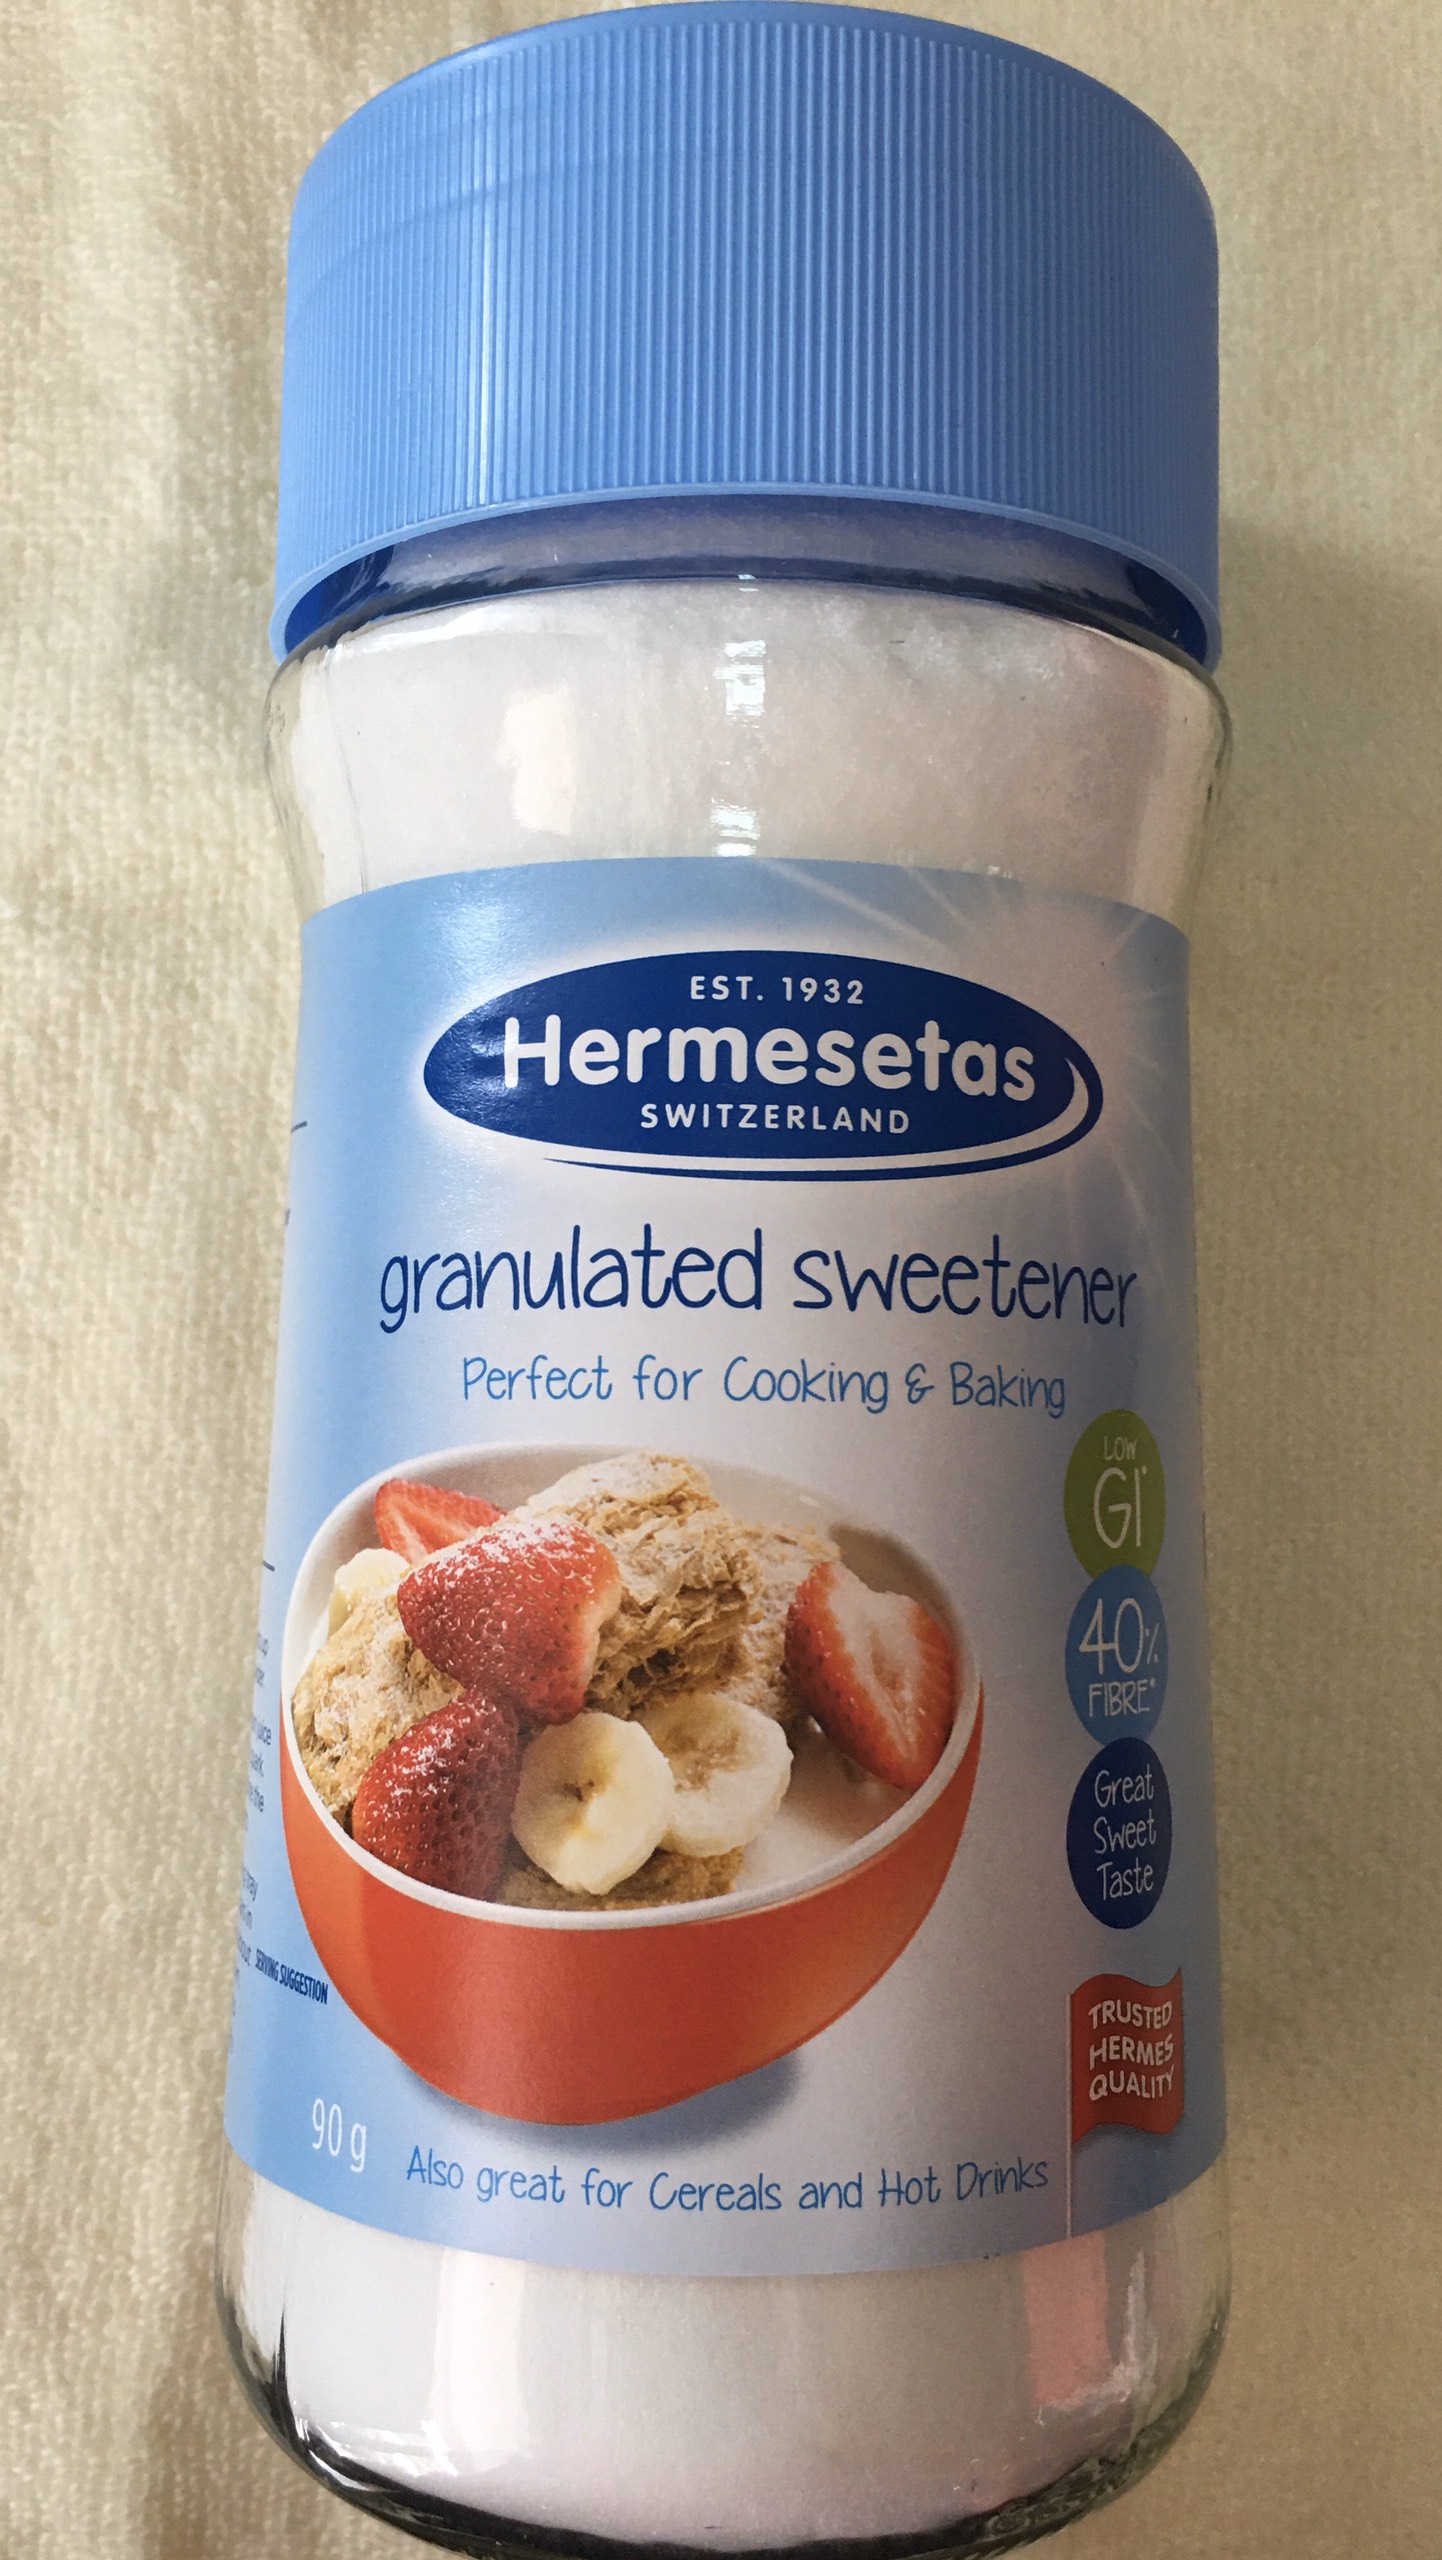 EST. 1932
Hermesetas
SWITZERLAND
granulated sweetener
Perfect for Cooking & Baking
LOW
GI*
40%
FIBRE*
Great
Sweet
Taste
SERVING SUGGESTION
TRUSTED
HERMES
QUALITY
90 g
Also great for Cereals and Hot Drinks